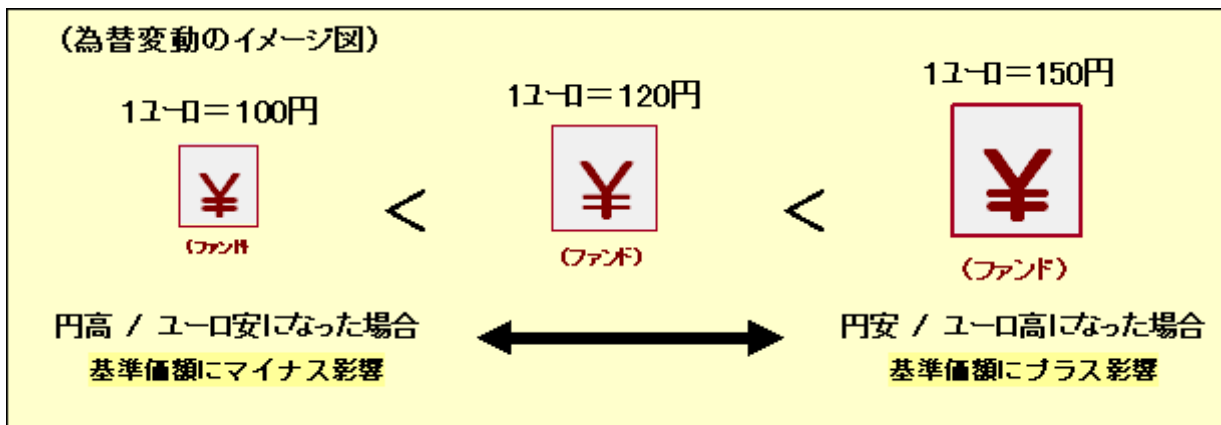 （為替変動のイメージ図）
1ユーロ＝100円
1ユーロ＝120円
1ユーロ＝150円
¥
<
¥
<
¥
（ファンド
（ファンド）
（ファンド）
円高 / ユーロ安になった場合
円安 / ユーロ高になった場合
基準価額にマイナス影響
基準価額にプラス影響